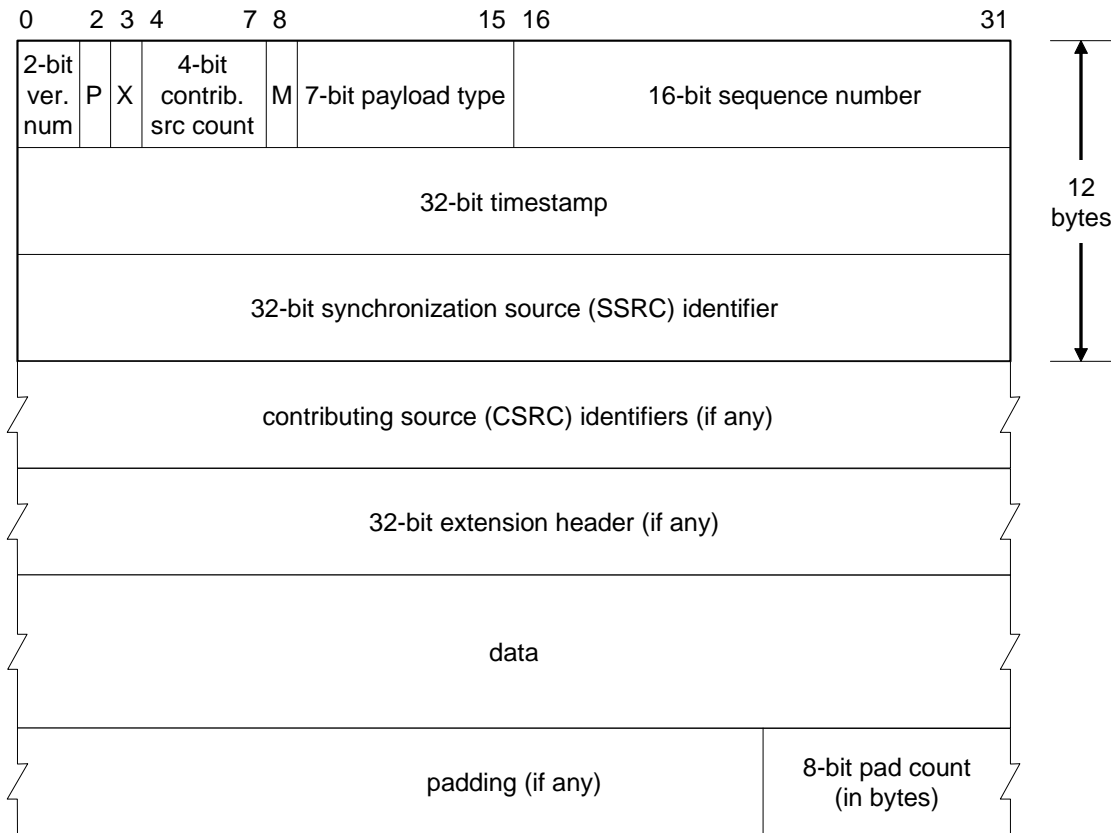 0 2 3 4 7 8 15 16 31
2-bit
ver.
num
P
X
4-bit
contrib.
src count
M
7-bit payload type
16-bit sequence number
32-bit timestamp
12
bytes
32-bit synchronization source (SSRC) identifier
contributing source (CSRC) identifiers (if any)
32-bit extension header (if any)
data
padding (if any)
8-bit pad count
(in bytes)